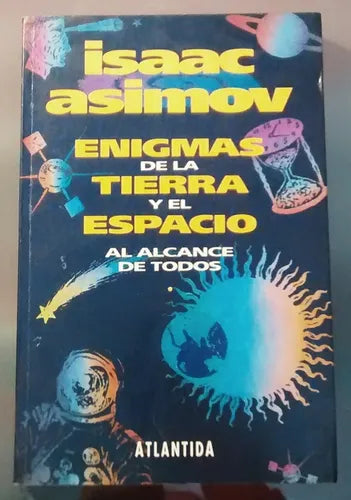 isaac
asimov
ENIGMAS
DE LA
TIERRA
Y EL
ESPACIO
AL ALCANCE
DE TODOS
ATLANTIDA